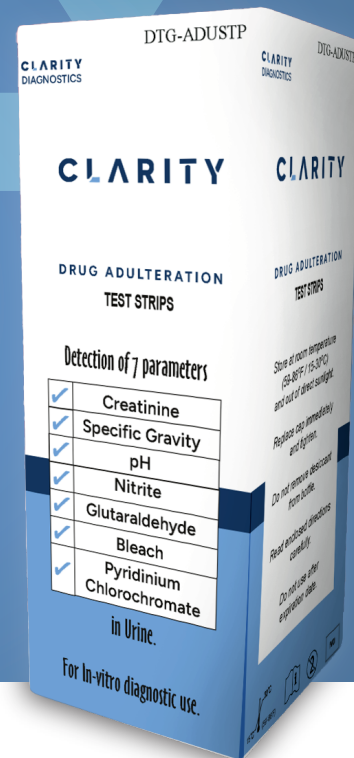 DTG-ADUSTP
CLARITY
DIAGNOSTICS
CLARITY
DRUG ADULTERATION
TEST STRIPS
Detection of 7 parameters
Creatinine
Specific Gravity
pH
Nitrite
Glutaraldehyde
Bleach
Pyridinium
Chlorochromate
in Urine.
For In-vitro diagnostic use.
CLARITY
DIAGNOSTICS
CLARITY
DRUG ADULTERATION
TEST STRIPS
Store at room temperature
(59-86°F / 15-30°C)
and out of direct sunlight.
Replace cap immediately
and tighten.
Do not remove desiccant
from bottle.
Read enclosed directions
carefully.
Do not use after
expiration date.